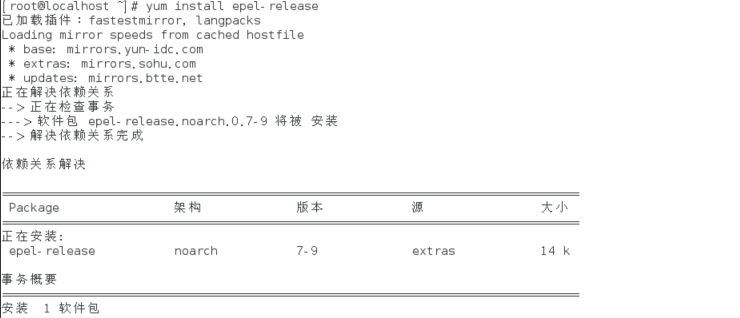 [root@localhost ~]# yum install epel-release
已加载插件：fastestmirror, langpacks
Loading mirror speeds from cached hostfile
 * base: mirrors.yun-idc.com
 * extras: mirrors.sohu.com
 * updates: mirrors.btte.net
正在解决依赖关系
--> 正在检查事务
---> 软件包 epel-release.noarch.0.7-9 将被 安装
--> 解决依赖关系完成
依赖关系解决
Package 架构 版本 源 大小
正在安装:
epel-release noarch 7-9 extras 14 k
事务概要
安装 1 软件包